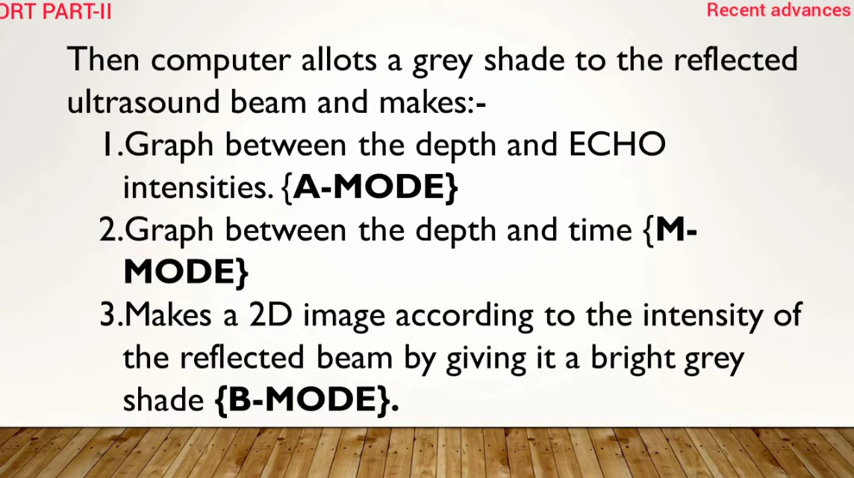 ORT PART-II
Recent advances
Then computer allots a grey shade to the reflected
ultrasound beam and makes:-
1.Graph between the depth and ECHO
intensities. {A-MODE}
2.Graph between the depth and time {M-
MODE}
3.Makes a 2D image according to the intensity of
the reflected beam by giving it a bright grey
shade {B-MODE}.